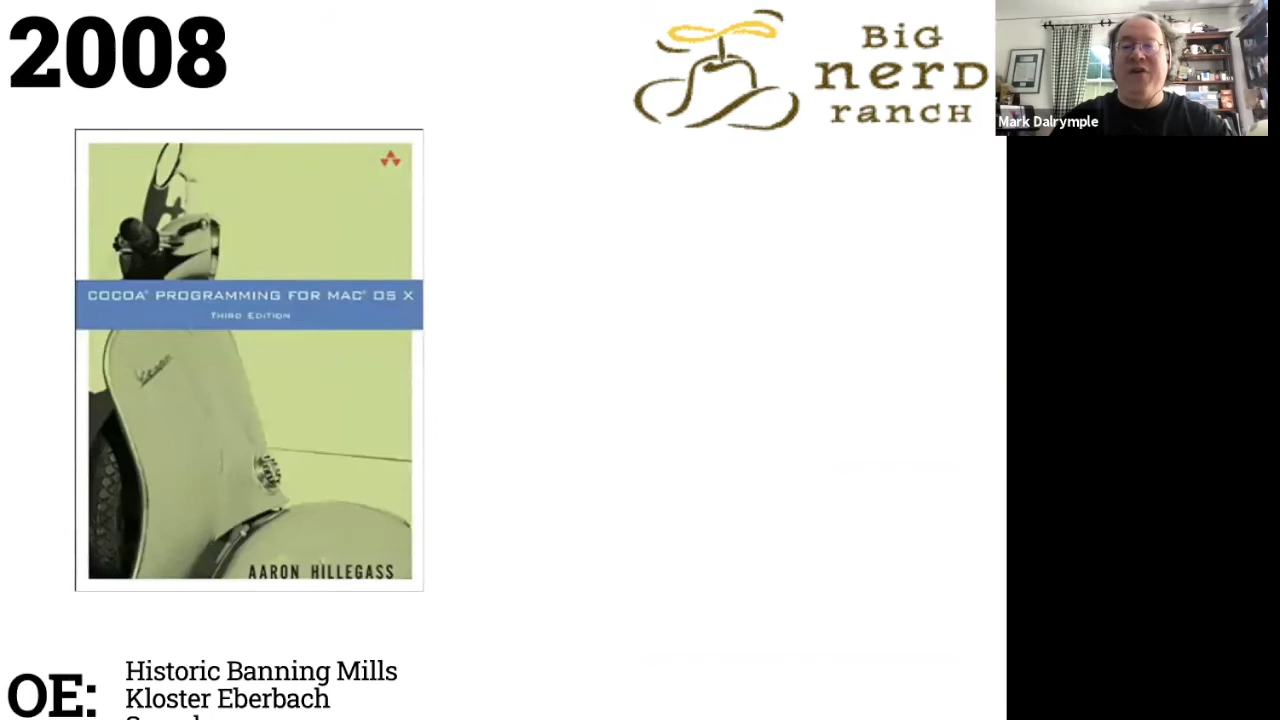 2008
BiG
nerD
rancH
Mark Dalrymple
COCOA® PROGRAMMING FOR MAC® OS X
THIRD EDITION
Vespa
AARON HILLEGASS
OE:
Historic Banning Mills
Kloster Eberbach